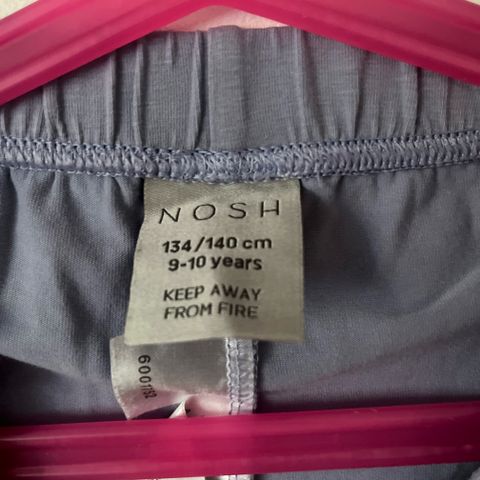 NOSH
134/140 cm
9-10 years
KEEP AWAY
FROM FIRE